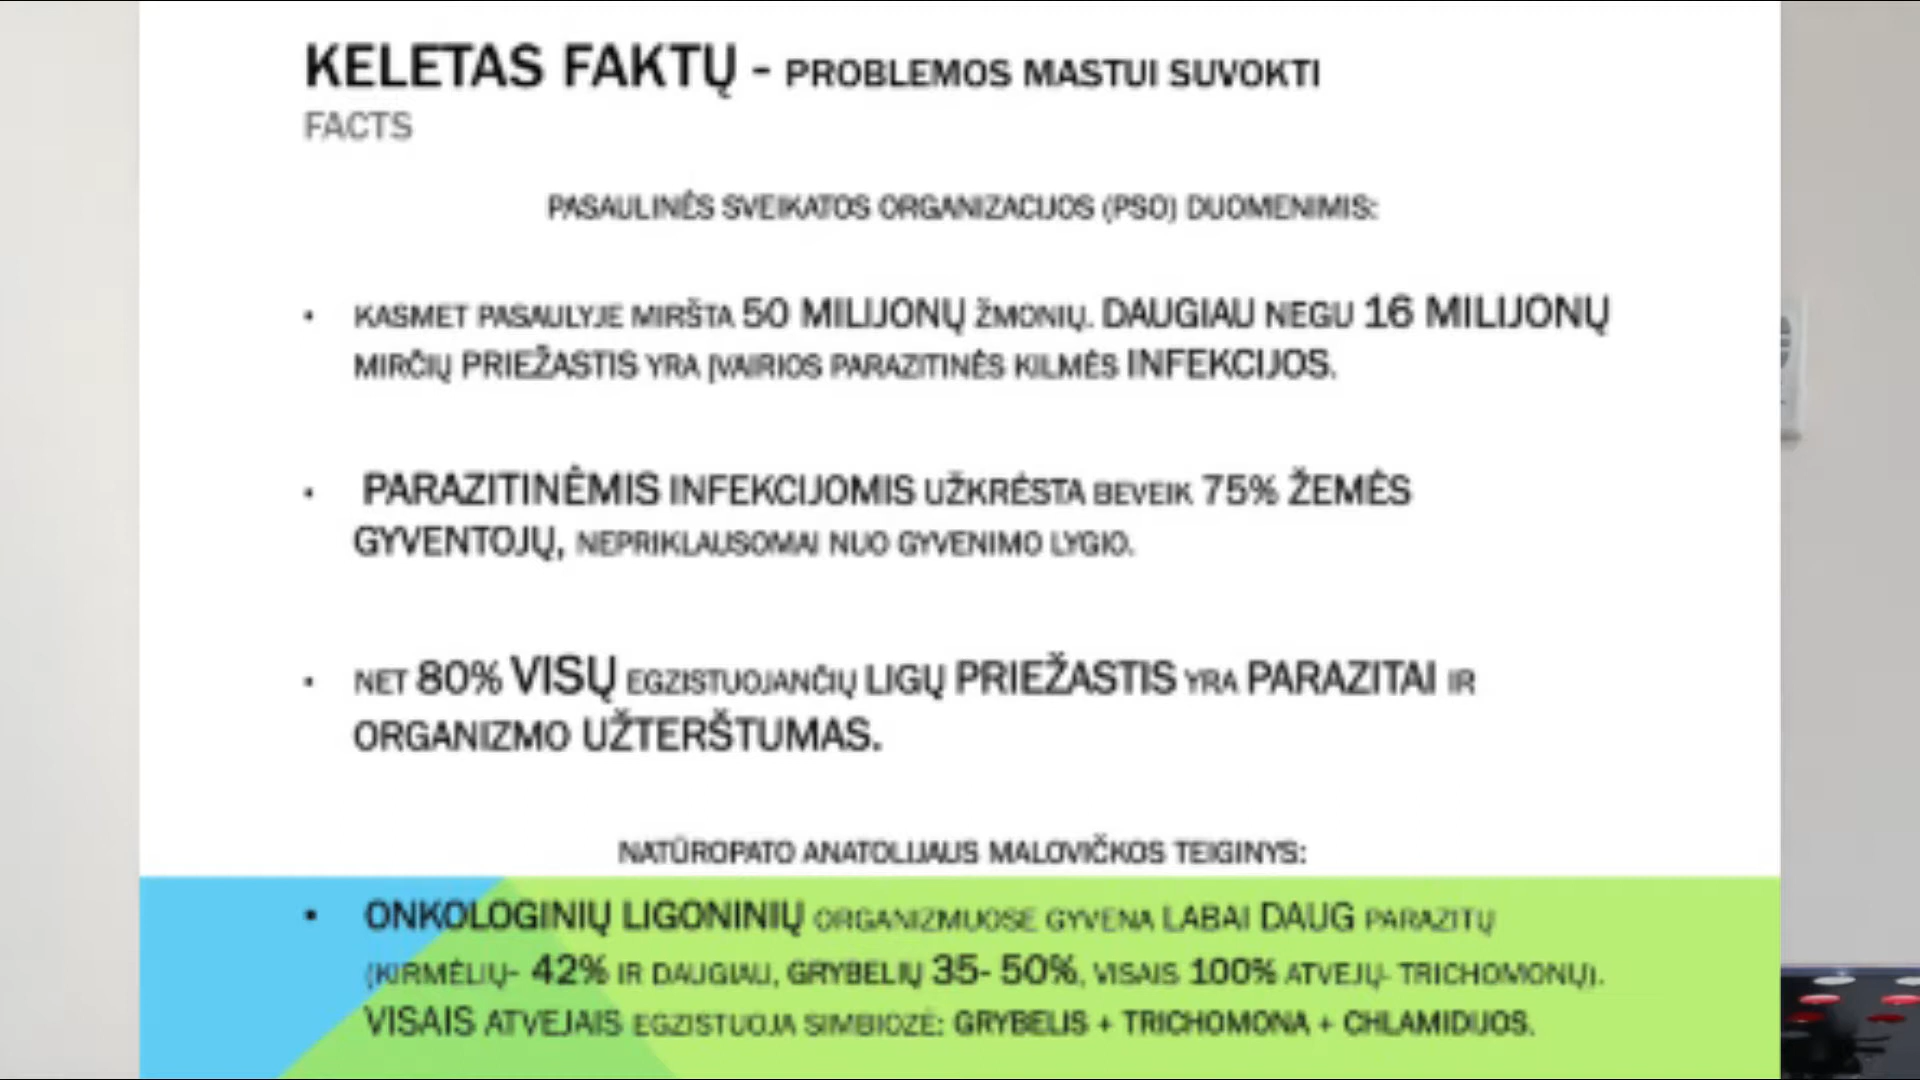 KELETAS FAKTŲ - PROBLEMOS MASTUI SUVOKTI
FACTS
PASAULINĖS SVEIKATOS ORGANIZACIJOS (PSO) DUOMENIMIS:
• KASMET PASAULYJE MIRŠTA 50 MILIJONŲ ŽMONIŲ. DAUGIAU NEGU 16 MILIJONŲ
MIRČIŲ PRIEŽASTIS YRA ĮVAIRIOS PARAZITINĖS KILMĖS INFEKCIJOS.
• PARAZITINĖMIS INFEKCIJOMIS UŽKRĖSTA BEVEIK 75% ŽEMĖS
GYVENTOJŲ, NEPRIKLAUSOMAI NUO GYVENIMO LYGIO.
• NET 80% VISŲ EGZISTUOJANČIŲ LIGŲ PRIEŽASTIS YRA PARAZITAI IR
ORGANIZMO UŽTERŠTUMAS.
NATŪROPATO ANATOLIJAUS MALOVIČKOS TEIGINYS:
• ONKOLOGINIŲ LIGONINIŲ ORGANIZMUOSE GYVENA LABAI DAUG PARAZITŲ
(KIRMĖLIŲ- 42% IR DAUGIAU, GRYBELIŲ 35- 50%, VISAIS 100% ATVEJŲ- TRICHOMONŲ).
VISAIS ATVEJAIS EGZISTUOJA SIMBIOZĖ: GRYBELIS + TRICHOMONA + CHLAMIDIJOS.